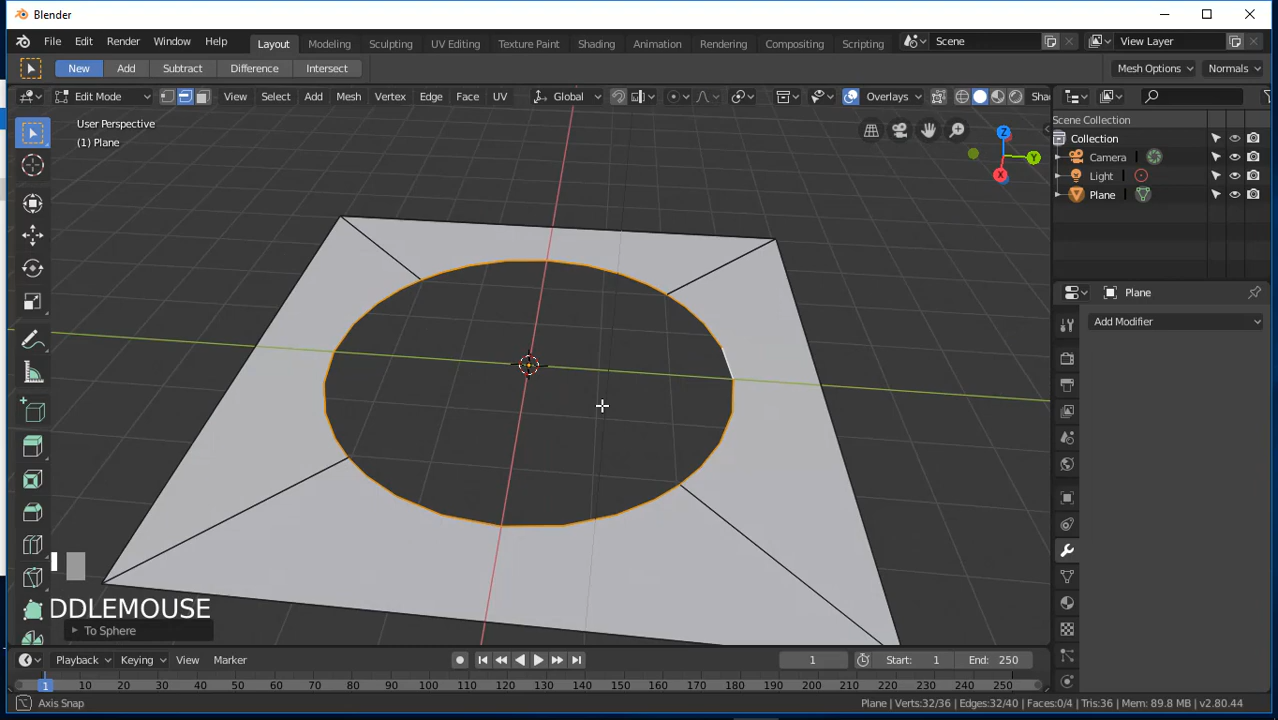 Blender
File Edit Render Window Help Layout Modeling Sculpting UV Editing Texture Paint Shading Animation Rendering Compositing Scripting Scene View Layer
New Add Subtract Difference Intersect Mesh Options Normals
Edit Mode View Select Add Mesh Vertex Edge Face UV Global Overlays Sha
User Perspective
(1) Plane
Z
Y
X
Scene Collection
Collection
Camera
Light
Plane
Plane
Add Modifier
DDLEMOUSE
To Sphere
Playback Keying View Marker 1 Start: 1 End: 250
1 10 20 30 40 50 60 70 80 90 100 110 120 130 140 150 160 170 180 190 200 210 220 230 240 250
Axis Snap Plane | Verts:32/36 | Edges:32/40 | Faces:0/4 | Tris:36 | Mem: 89.8 MB | v2.80.44